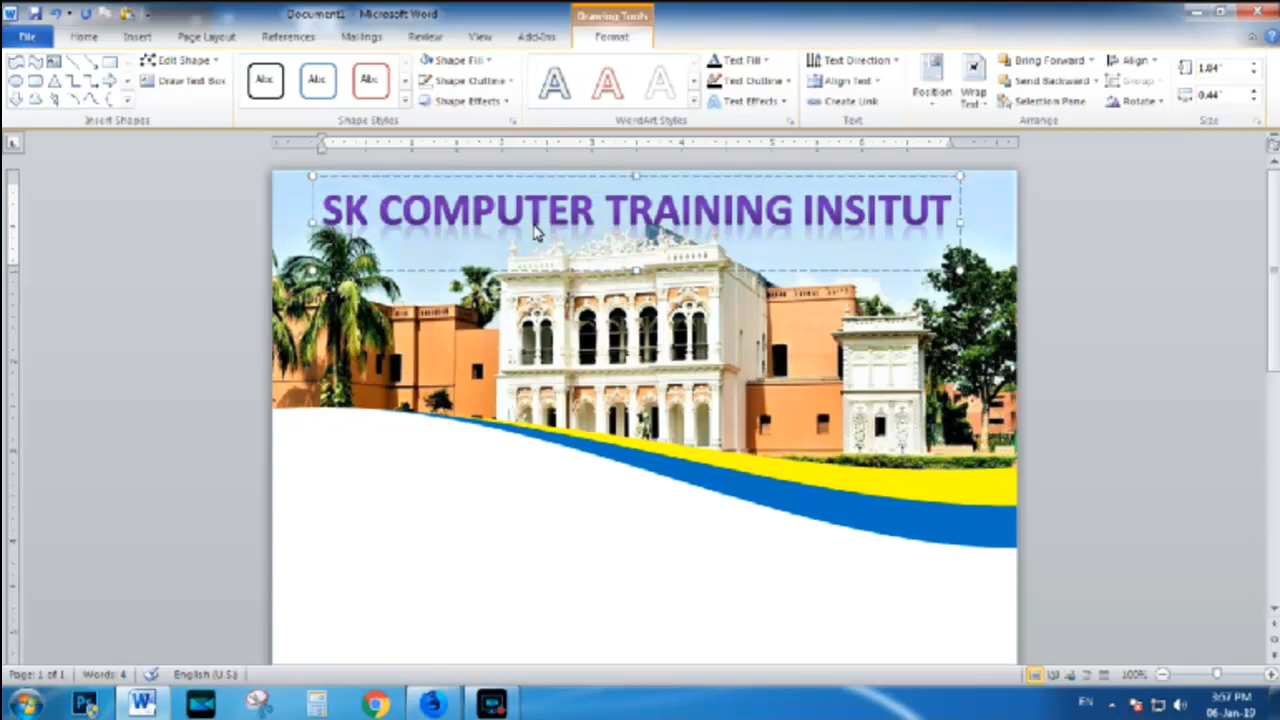 Document1 - Microsoft Word
Drawing Tools
File Home Insert Page Layout References Mailings Review View Add-Ins Format
Edit Shape
Draw Text Box
Insert Shapes
Abc Abc Abc
Shape Fill
Shape Outline
Shape Effects
Shape Styles
A A A
Text Fill
Text Outline
Text Effects
WordArt Styles
Text Direction
Align Text
Create Link
Text
Position
Wrap Text
Bring Forward
Send Backward
Selection Pane
Align
Group
Rotate
Arrange
1.04"
0.44"
Size
SK COMPUTER TRAINING INSITUT
Page: 1 of 1 Words: 4 English (U.S.) 100%
Ps W EN 3:57 PM
06-Jan-19